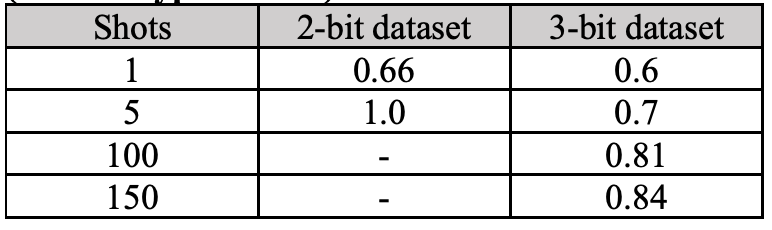 Shots 2-bit dataset 3-bit dataset
1 0.66 0.6
5 1.0 0.7
100 - 0.81
150 - 0.84